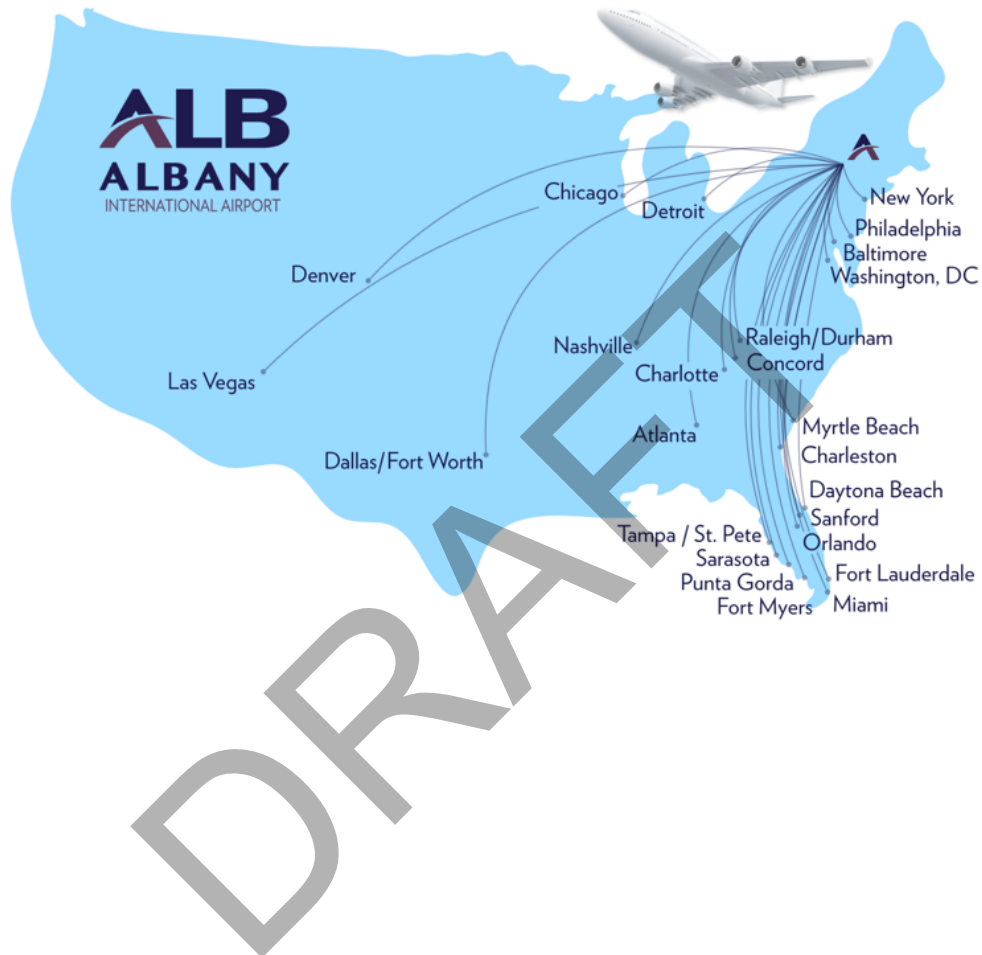 ALB
ALBANY
INTERNATIONAL AIRPORT
Chicago
Detroit
New York
Philadelphia
Baltimore
Washington, DC
Denver
Las Vegas
Nashville
Raleigh/Durham
Concord
Charlotte
Atlanta
Dallas/Fort Worth
Myrtle Beach
Charleston
Daytona Beach
Sanford
Orlando
Tampa / St. Pete
Sarasota
Punta Gorda
Fort Myers
Fort Lauderdale
Miami
DRAFT